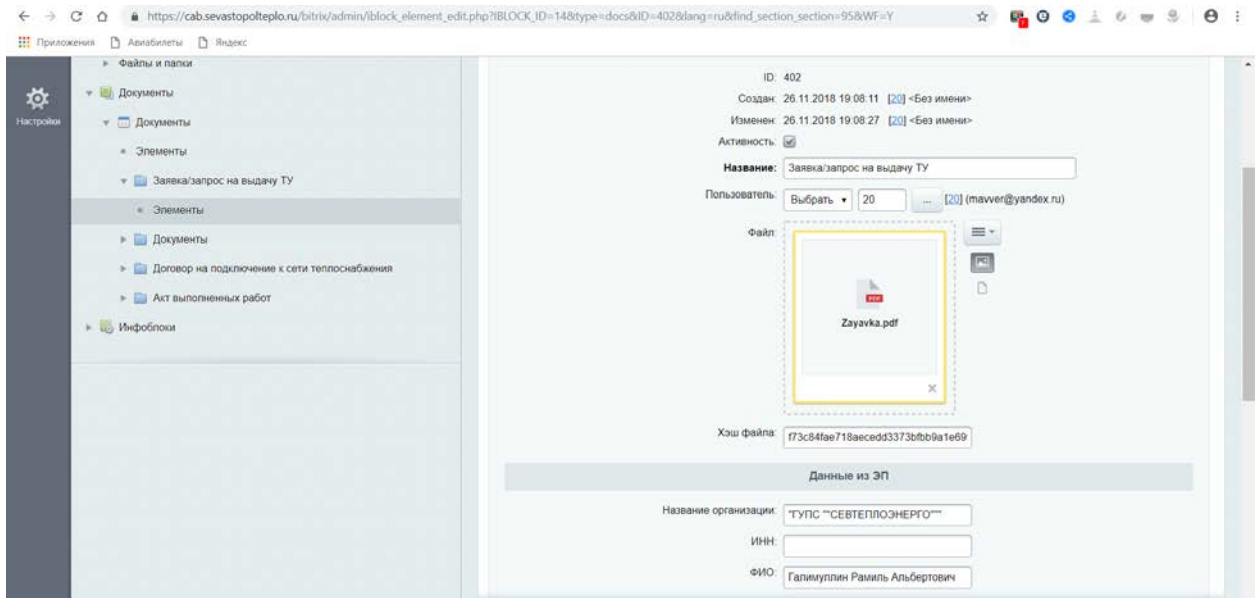 https://cab.sevastopolteplo.ru/bitrix/admin/iblock_element_edit.php?IBLOCK_ID=14&type=docs&ID=402&lang=ru&find_section_section=95&WF=Y
Приложения Авиабилеты Яндекс
Настройки
Файлы и папки
Документы
Документы
Элементы
Заявка/запрос на выдачу ТУ
Элементы
Документы
Договор на подключение к сети теплоснабжения
Акт выполненных работ
Инфоблоки
ID: 402
Создан: 26.11.2018 19:08:11 [20] <Без имени>
Изменен: 26.11.2018 19:08:27 [20] <Без имени>
Активность:
Название: Заявка/запрос на выдачу ТУ
Пользователь: Выбрать 20 ... [20] (mavver@yandex.ru)
Файл:
PDF
Zayavka.pdf
Хэш файла: f73c84fae718aecedd3373bfbb9a1e69
Данные из ЭП
Название организации: "ГУПС ""СЕВТЕПЛОЭНЕРГО"""
ИНН:
ФИО: Галимуллин Рамиль Альбертович